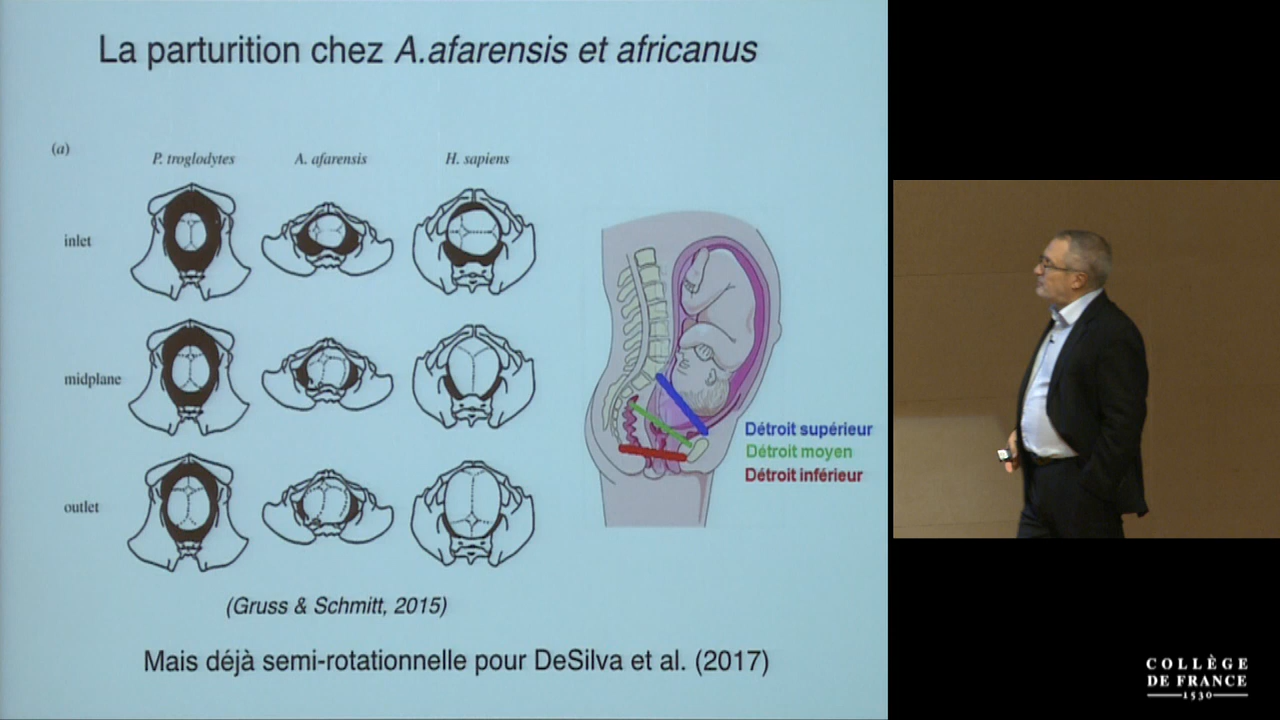 La parturition chez A.afarensis et africanus
(a)
P. troglodytes A. afarensis H. sapiens
inlet
midplane
outlet
Détroit supérieur
Détroit moyen
Détroit inférieur
(Gruss & Schmitt, 2015)
Mais déjà semi-rotationnelle pour DeSilva et al. (2017)
COLLÈGE
DE FRANCE
1530